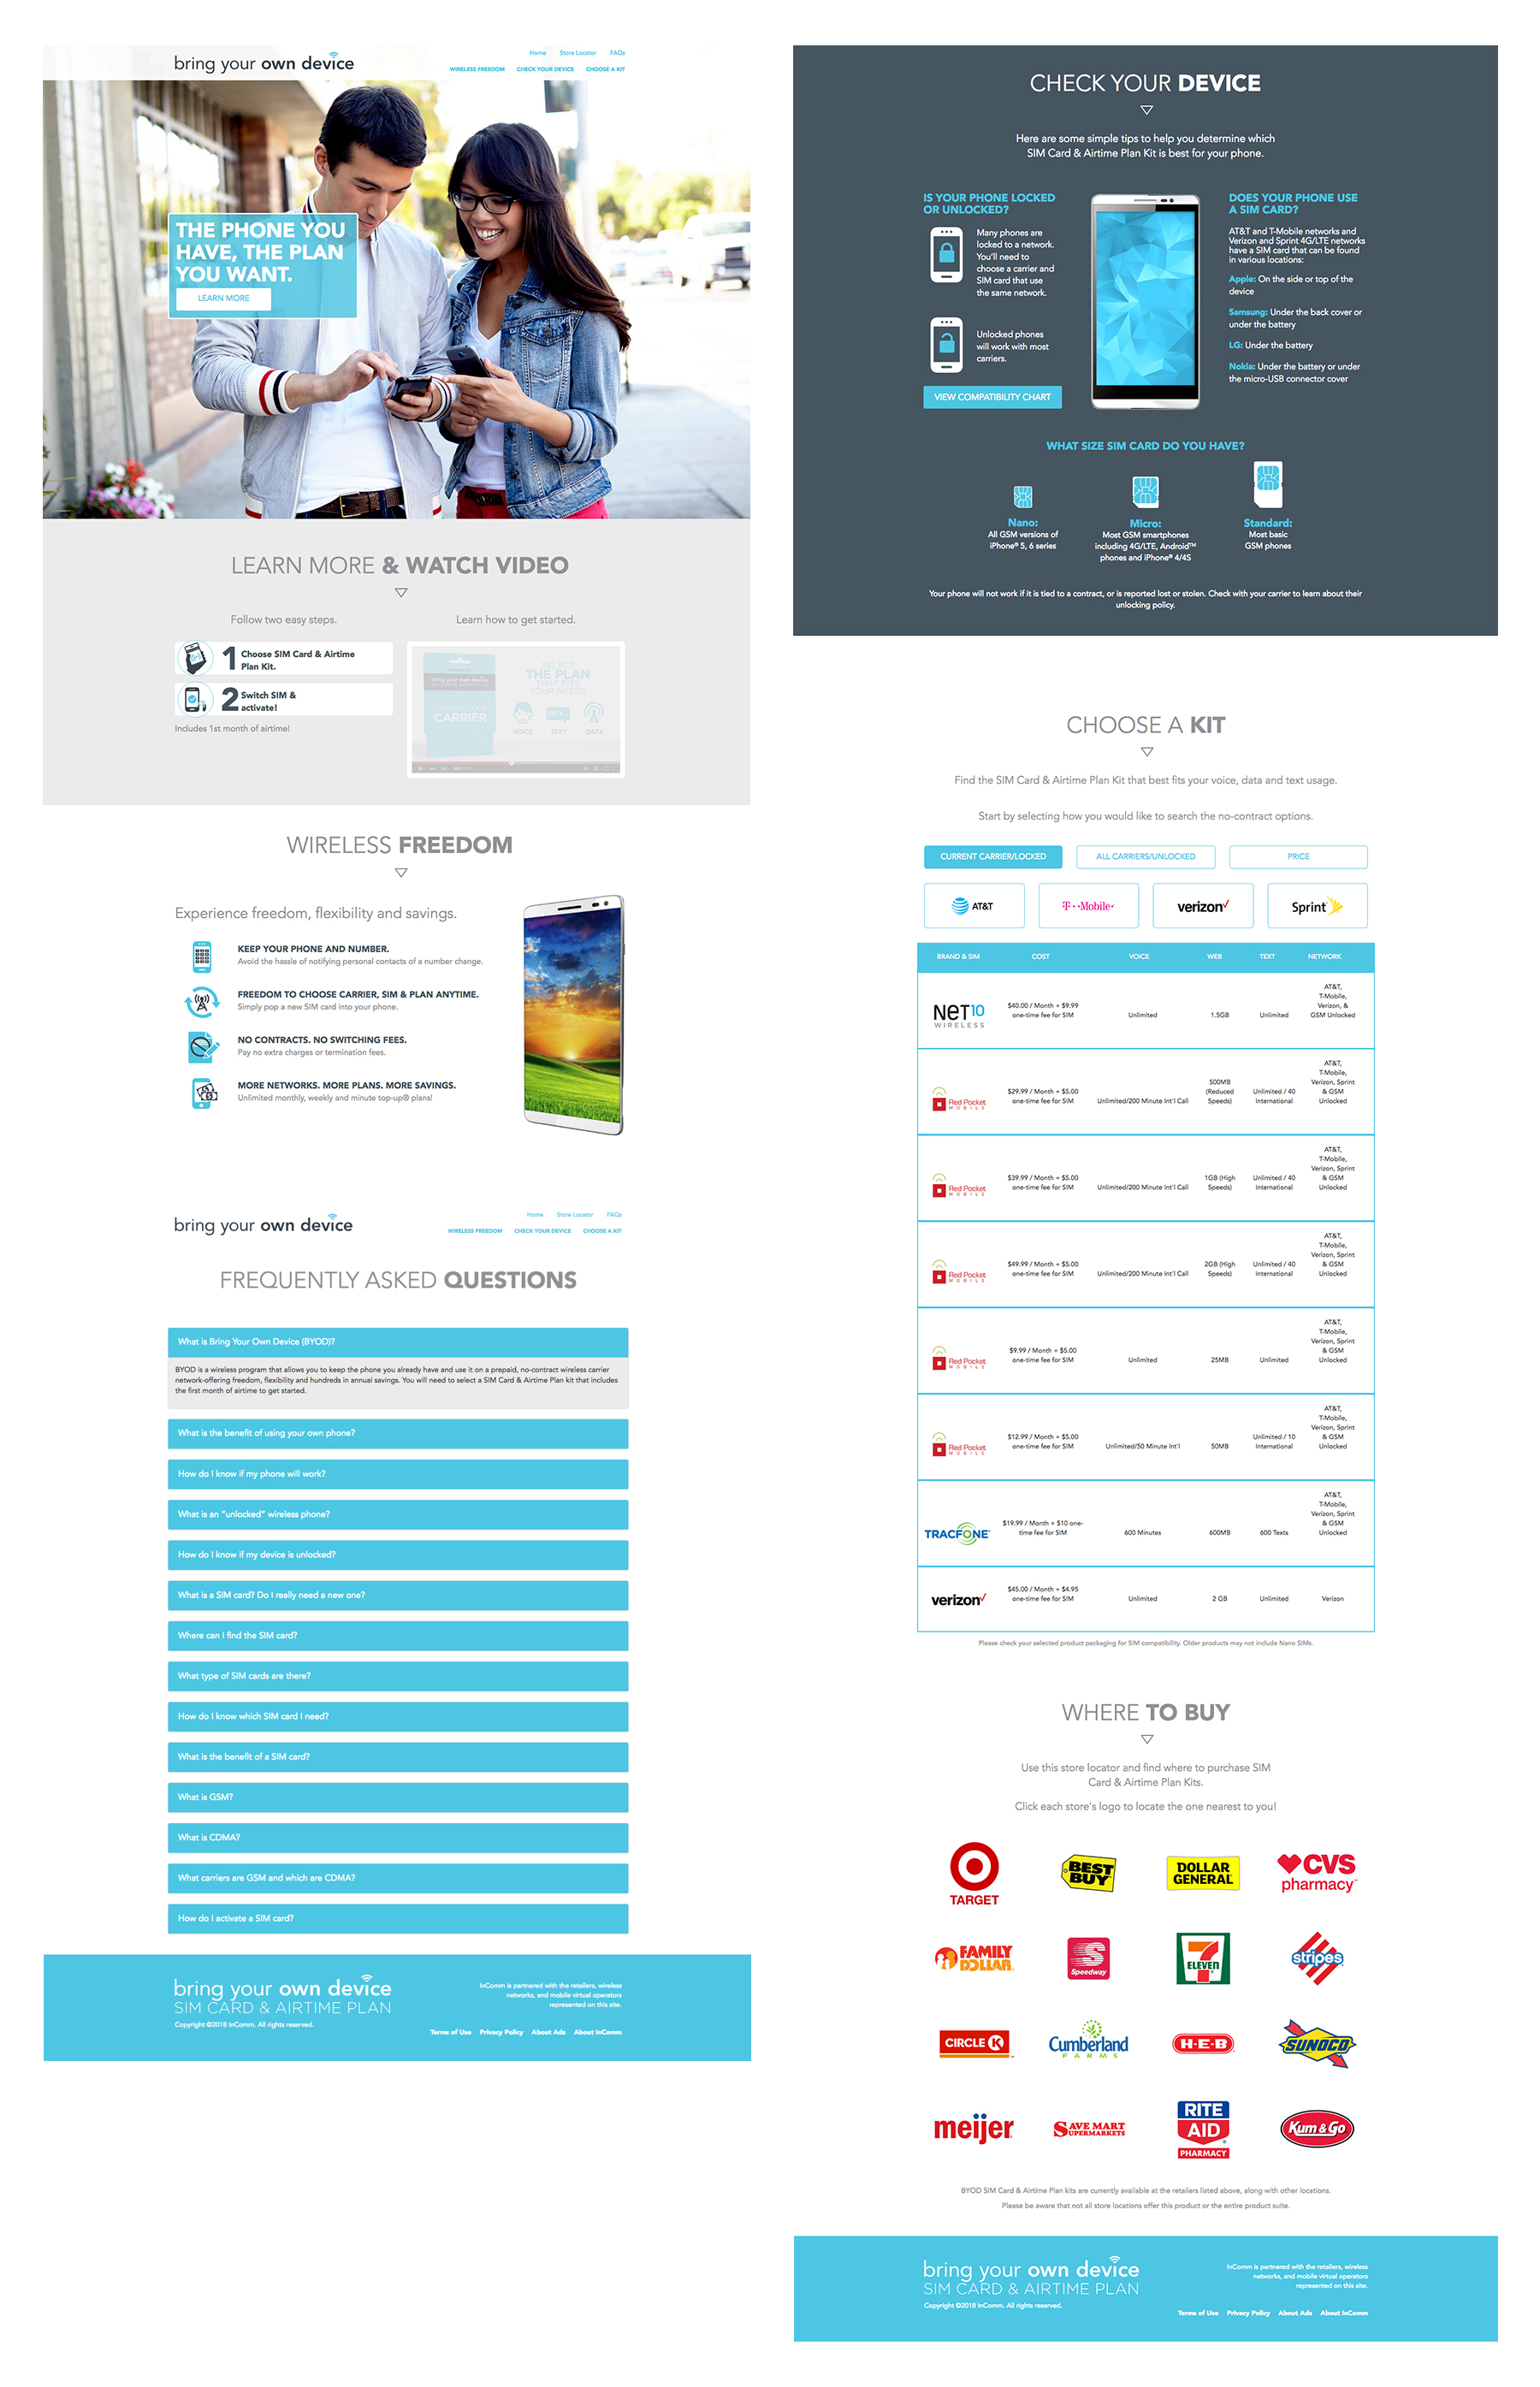 bring your own device
Home Store Locator FAQs
WIRELESS FREEDOM CHECK YOUR DEVICE CHOOSE A KIT
THE PHONE YOU
HAVE, THE PLAN
YOU WANT.
LEARN MORE
LEARN MORE & WATCH VIDEO
Follow two easy steps.
1 Choose SIM Card & Airtime
Plan Kit.
2 Switch SIM &
activate!
Includes 1st month of airtime!
Learn how to get started.
bring your own device
CHOOSE YOUR
CARRIER
SELECT
THE PLAN
THAT FITS
YOUR NEEDS
HEY...
VOICE TEXT DATA
WIRELESS FREEDOM
Experience freedom, flexibility and savings.
KEEP YOUR PHONE AND NUMBER.
Avoid the hassle of notifying personal contacts of a number change.
FREEDOM TO CHOOSE CARRIER, SIM & PLAN ANYTIME.
Simply pop a new SIM card into your phone.
NO CONTRACTS. NO SWITCHING FEES.
Pay no extra charges or termination fees.
MORE NETWORKS. MORE PLANS. MORE SAVINGS.
Unlimited monthly, weekly and minute top-up® plans!
bring your own device
Home Store Locator FAQs
WIRELESS FREEDOM CHECK YOUR DEVICE CHOOSE A KIT
FREQUENTLY ASKED QUESTIONS
What is Bring Your Own Device (BYOD)?
BYOD is a wireless program that allows you to keep the phone you already have and use it on a prepaid, no-contract wireless carrier
network-offering freedom, flexibility and hundreds in annual savings. You will need to select a SIM Card & Airtime Plan kit that includes
the first month of airtime to get started.
What is the benefit of using your own phone?
How do I know if my phone will work?
What is an "unlocked" wireless phone?
How do I know if my device is unlocked?
What is a SIM card? Do I really need a new one?
Where can I find the SIM card?
What type of SIM cards are there?
How do I know which SIM card I need?
What is the benefit of a SIM card?
What is GSM?
What is CDMA?
What carriers are GSM and which are CDMA?
How do I activate a SIM card?
bring your own device
SIM CARD & AIRTIME PLAN
Copyright ©2018 InComm. All rights reserved.
InComm is partnered with the retailers, wireless
networks, and mobile virtual operators
represented on this site.
Terms of Use Privacy Policy About Ads About InComm
CHECK YOUR DEVICE
Here are some simple tips to help you determine which
SIM Card & Airtime Plan Kit is best for your phone.
IS YOUR PHONE LOCKED
OR UNLOCKED?
Many phones are
locked to a network.
You'll need to
choose a carrier and
SIM card that use
the same network.
Unlocked phones
will work with most
carriers.
VIEW COMPATIBILITY CHART
DOES YOUR PHONE USE
A SIM CARD?
AT&T and T-Mobile networks and
Verizon and Sprint 4G/LTE networks
have a SIM card that can be found
in various locations:
Apple: On the side or top of the
device
Samsung: Under the back cover or
under the battery
LG: Under the battery
Nokia: Under the battery or under
the micro-USB connector cover
WHAT SIZE SIM CARD DO YOU HAVE?
Nano:
All GSM versions of
iPhone® 5, 6 series
Micro:
Most GSM smartphones
including 4G/LTE, Android™
phones and iPhone® 4/4S
Standard:
Most basic
GSM phones
Your phone will not work if it is tied to a contract, or is reported lost or stolen. Check with your carrier to learn about their
unlocking policy.
CHOOSE A KIT
Find the SIM Card & Airtime Plan Kit that best fits your voice, data and text usage.
Start by selecting how you would like to search the no-contract options.
CURRENT CARRIER/LOCKED ALL CARRIERS/UNLOCKED PRICE
AT&T T-Mobile verizon Sprint
BRAND & SIM COST VOICE WEB TEXT NETWORK
NET10 WIRELESS $40.00 / Month + $9.99 one-time fee for SIM Unlimited 1.5GB Unlimited AT&T, T-Mobile, Verizon, & GSM Unlocked
Red Pocket MOBILE $29.99 / Month + $5.00 one-time fee for SIM Unlimited/200 Minute Int'l Call 500MB (Reduced Speeds) Unlimited / 40 International AT&T, T-Mobile, Verizon, Sprint & GSM Unlocked
Red Pocket MOBILE $39.99 / Month + $5.00 one-time fee for SIM Unlimited/200 Minute Int'l Call 1GB (High Speeds) Unlimited / 40 International AT&T, T-Mobile, Verizon, Sprint & GSM Unlocked
Red Pocket MOBILE $49.99 / Month + $5.00 one-time fee for SIM Unlimited/200 Minute Int'l Call 2GB (High Speeds) Unlimited / 40 International AT&T, T-Mobile, Verizon, Sprint & GSM Unlocked
Red Pocket MOBILE $9.99 / Month + $5.00 one-time fee for SIM Unlimited 25MB Unlimited AT&T, T-Mobile, Verizon, Sprint & GSM Unlocked
Red Pocket MOBILE $12.99 / Month + $5.00 one-time fee for SIM Unlimited/50 Minute Int'l 50MB Unlimited / 10 International AT&T, T-Mobile, Verizon, Sprint & GSM Unlocked
TRACFONE $19.99 / Month + $10 one-time fee for SIM 600 Minutes 600MB 600 Texts AT&T, T-Mobile, Verizon, Sprint & GSM Unlocked
verizon $45.00 / Month + $4.95 one-time fee for SIM Unlimited 2 GB Unlimited Verizon
Please check your selected product packaging for SIM compatibility. Older products may not include Nano SIMs.
WHERE TO BUY
Use this store locator and find where to purchase SIM
Card & Airtime Plan Kits.
Click each store's logo to locate the one nearest to you!
TARGET
BEST BUY
DOLLAR GENERAL
CVS pharmacy
FAMILY DOLLAR
Speedway
7 ELEVEN
stripes
CIRCLE K
Cumberland FARMS
H-E-B
SUNOCO
meijer
SAVE MART SUPERMARKETS
RITE AID PHARMACY
Kum & Go
BYOD SIM Card & Airtime Plan kits are currently available at the retailers listed above, along with other locations.
Please be aware that not all store locations offer this product or the entire product suite.
bring your own device
SIM CARD & AIRTIME PLAN
Copyright ©2018 InComm. All rights reserved.
InComm is partnered with the retailers, wireless
networks, and mobile virtual operators
represented on this site.
Terms of Use Privacy Policy About Ads About InComm